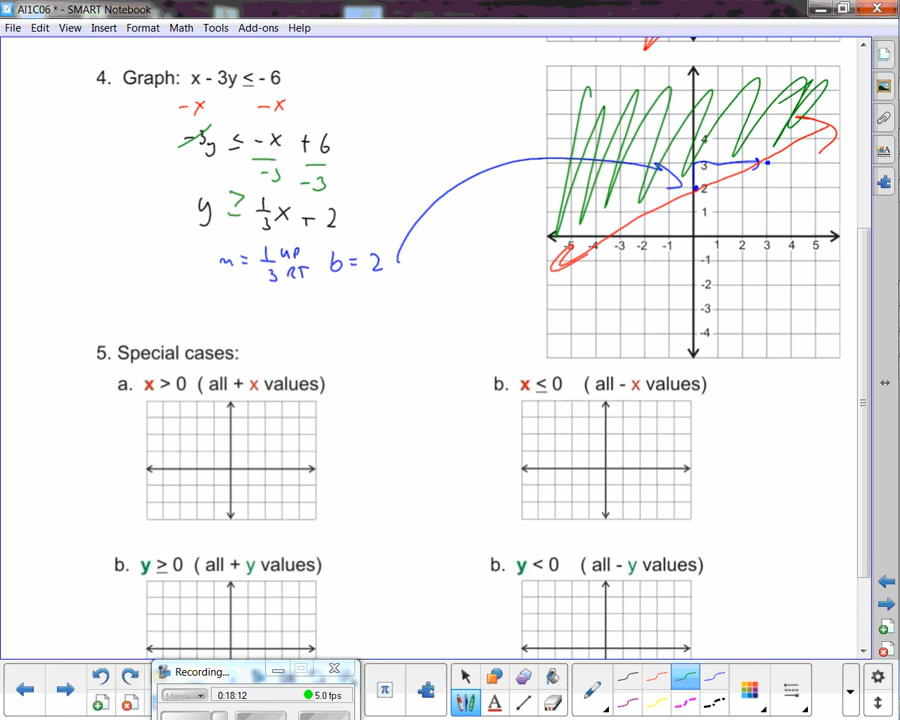 AI1C06 * - SMART Notebook
File Edit View Insert Format Math Tools Add-ons Help
4. Graph: x - 3y ≤ - 6
-x -x
-3y ≤ -x + 6
-3 -3
y ≥ 1/3 x + 2
m = 1/3 UP RT b = 2
4
3
2
1
-5 -4 -3 -2 -1 1 2 3 4 5
-1
-2
-3
-4
5. Special cases:
a. x > 0 ( all + x values)
b. x ≤ 0 ( all - x values)
b. y ≥ 0 ( all + y values)
b. y < 0 ( all - y values)
Recording...
Menu 0:18:12 5.0 fps
π
A